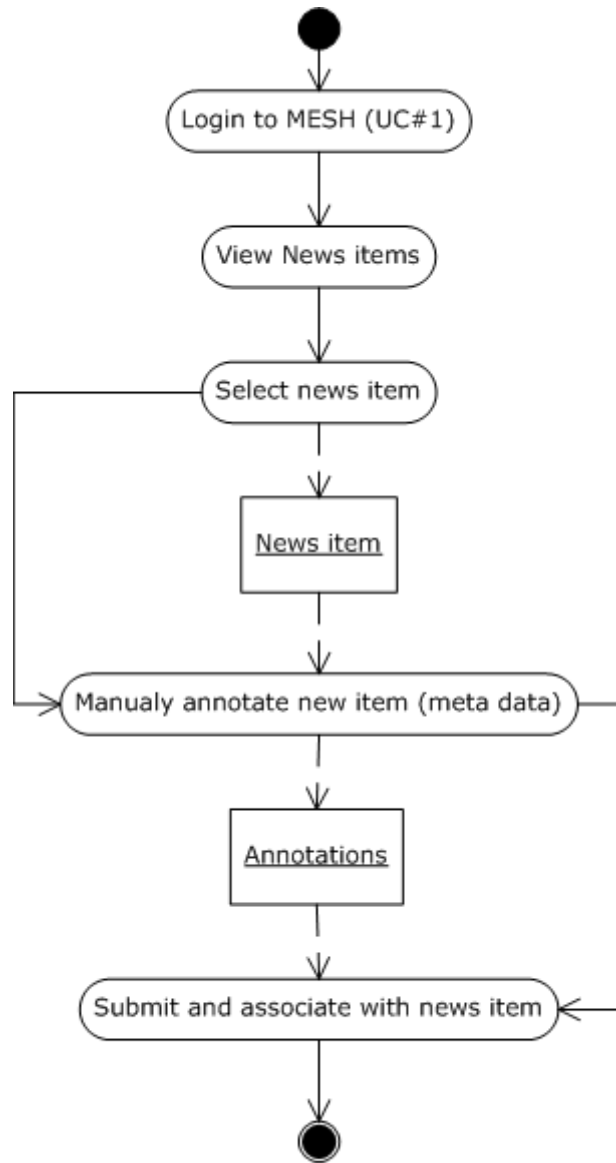 Login to MESH (UC#1)
View News items
Select news item
News item
Manualy annotate new item (meta data)
Annotations
Submit and associate with news item